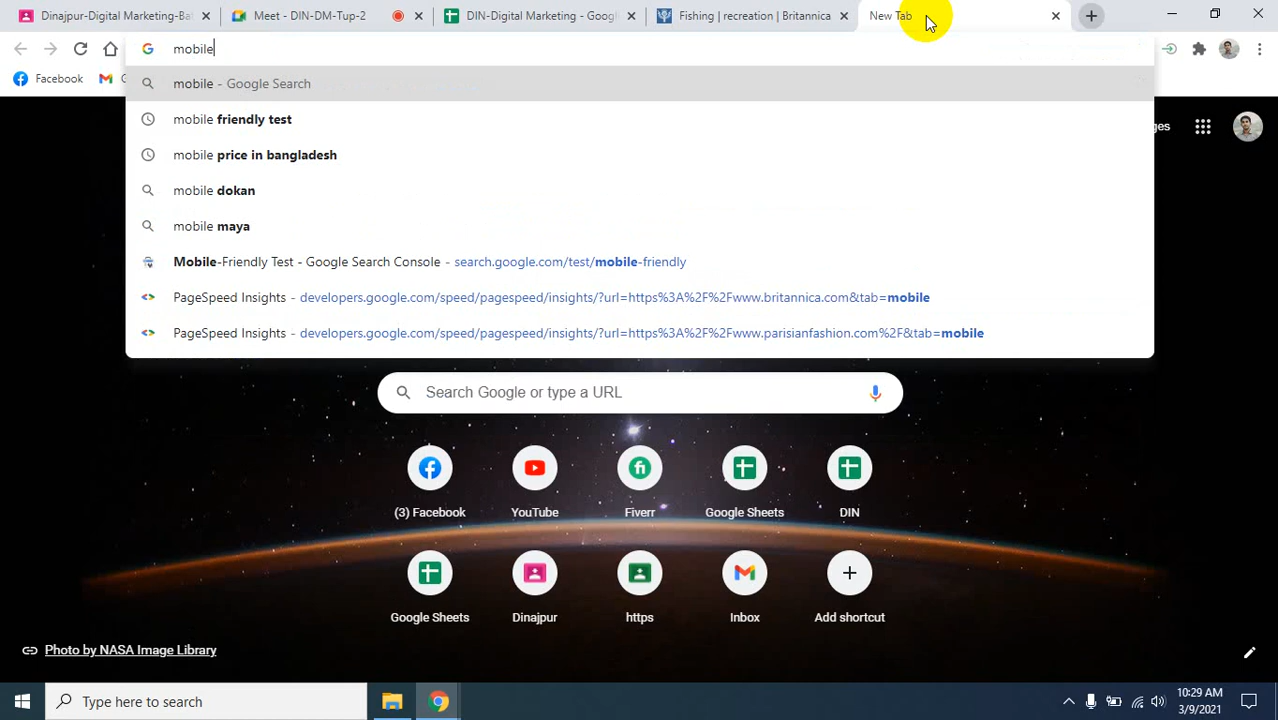 Dinajpur-Digital Marketing-Ba
Meet - DIN-DM-Tup-2
DIN-Digital Marketing - Goog
Fishing | recreation | Britannica
New Tab
mobile
Facebook
mobile - Google Search
mobile friendly test
ges
mobile price in bangladesh
mobile dokan
mobile maya
Mobile-Friendly Test - Google Search Console - search.google.com/test/mobile-friendly
PageSpeed Insights - developers.google.com/speed/pagespeed/insights/?url=https%3A%2F%2Fwww.britannica.com&tab=mobile
PageSpeed Insights - developers.google.com/speed/pagespeed/insights/?url=https%3A%2F%2Fwww.parisianfashion.com%2F&tab=mobile
Search Google or type a URL
(3) Facebook
YouTube
Fiverr
Google Sheets
DIN
Google Sheets
Dinajpur
https
Inbox
Add shortcut
Photo by NASA Image Library
Type here to search
10:29 AM
3/9/2021